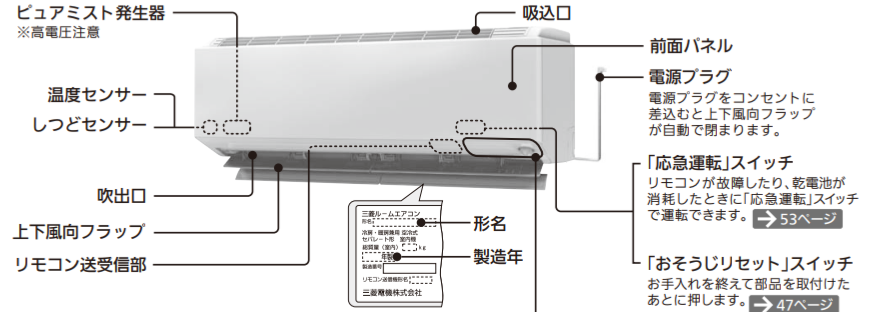 ピュアミスト発生器
※高電圧注意
吸込口
前面パネル
電源プラグ
電源プラグをコンセントに
差込むと上下風向フラップ
が自動で閉まります。
温度センサー
しつどセンサー
「応急運転」スイッチ
リモコンが故障したり、乾電池が
消耗したときに「応急運転」スイッチ
で運転できます。 → 53ページ
吹出口
上下風向フラップ
リモコン送受信部
三菱ルームエアコン
形名
冷房・暖房兼用 空冷式
セパレート形 室内機
総質量（室内） kg
年製
製造番号
リモコン送信機形名
三菱電機株式会社
形名
製造年
「おそうじリセット」スイッチ
お手入れを終えて部品を取付けた
あとに押します。 → 47ページ